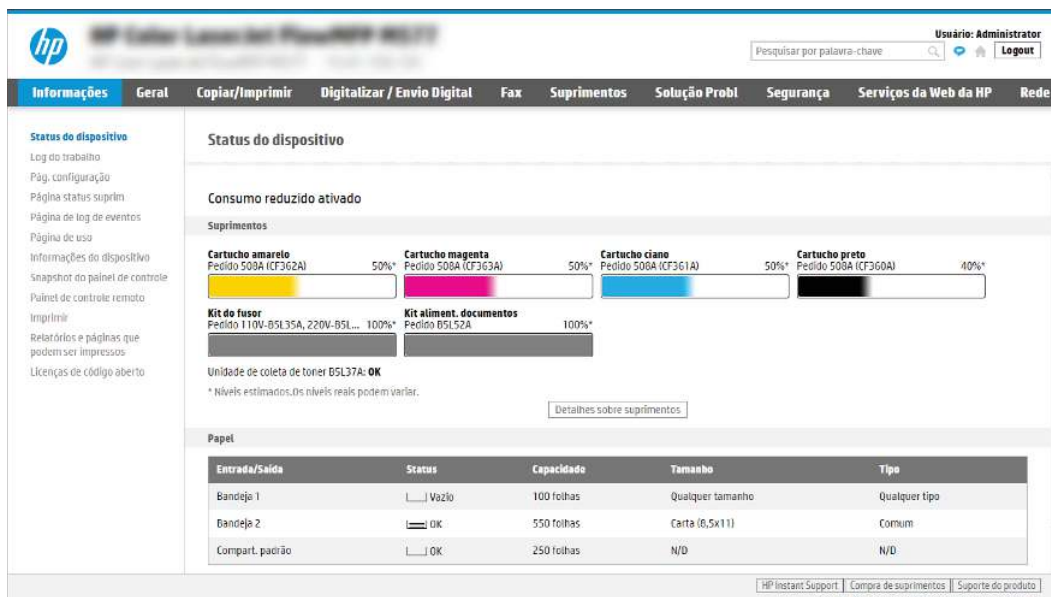 hp
Usuário: Administrator
Pesquisar por palavra-chave
Logout
Informações Geral Copiar/Imprimir Digitalizar / Envio Digital Fax Suprimentos Solução Probl Segurança Serviços da Web da HP Rede
Status do dispositivo
Log do trabalho
Pág. configuração
Página status suprim
Página de log de eventos
Página de uso
Informações do dispositivo
Snapshot do painel de controle
Painel de controle remoto
Imprimir
Relatórios e páginas que
podem ser impressos
Licenças de código aberto
Status do dispositivo
Consumo reduzido ativado
Suprimentos
Cartucho amarelo
Pedido 508A (CF362A) 50%*
Cartucho magenta
Pedido 508A (CF363A) 50%*
Cartucho ciano
Pedido 508A (CF361A) 50%*
Cartucho preto
Pedido 508A (CF360A) 40%*
Kit do fusor
Pedido 110V-B5L35A, 220V-B5L... 100%*
Kit aliment. documentos
Pedido B5L52A 100%*
Unidade de coleta de toner B5L37A: OK
* Níveis estimados.Os níveis reais podem variar.
Detalhes sobre suprimentos
Papel
Entrada/Saída Status Capacidade Tamanho Tipo
Bandeja 1 Vazio 100 folhas Qualquer tamanho Qualquer tipo
Bandeja 2 OK 550 folhas Carta (8,5x11) Comum
Compart. padrão OK 250 folhas N/D N/D
HP Instant Support Compra de suprimentos Suporte do produto